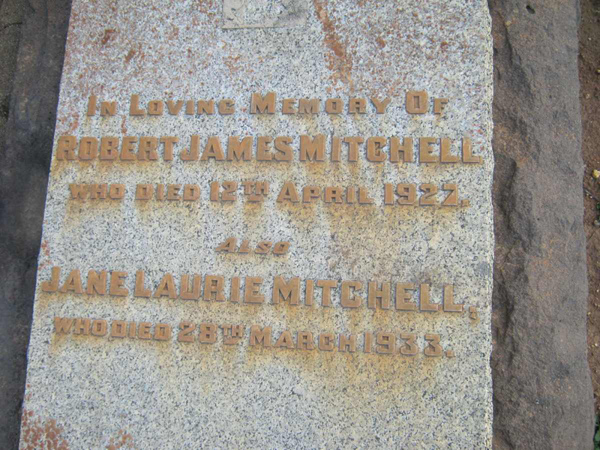 In Loving Memory Of
ROBERT JAMES MITCHELL
WHO DIED 12TH APRIL 1927.
ALSO
JANE LAURIE MITCHELL,
WHO DIED 28TH MARCH 1933.